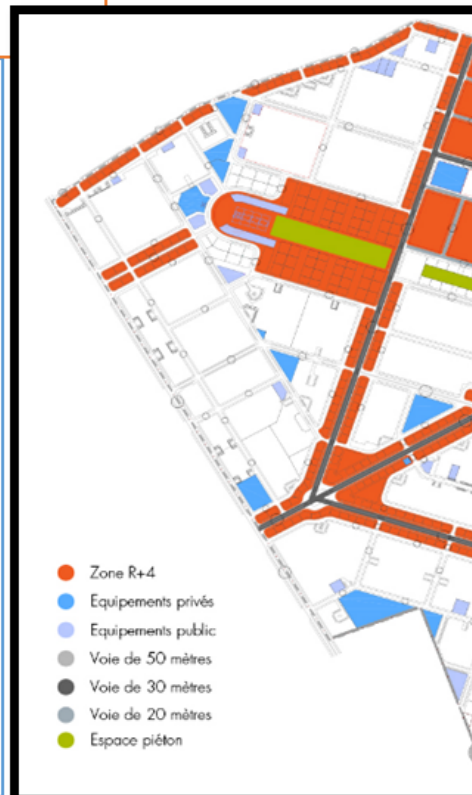 Zone R+4
Equipements privés
Equipements public
Voie de 50 mètres
Voie de 30 mètres
Voie de 20 mètres
Espace piéton